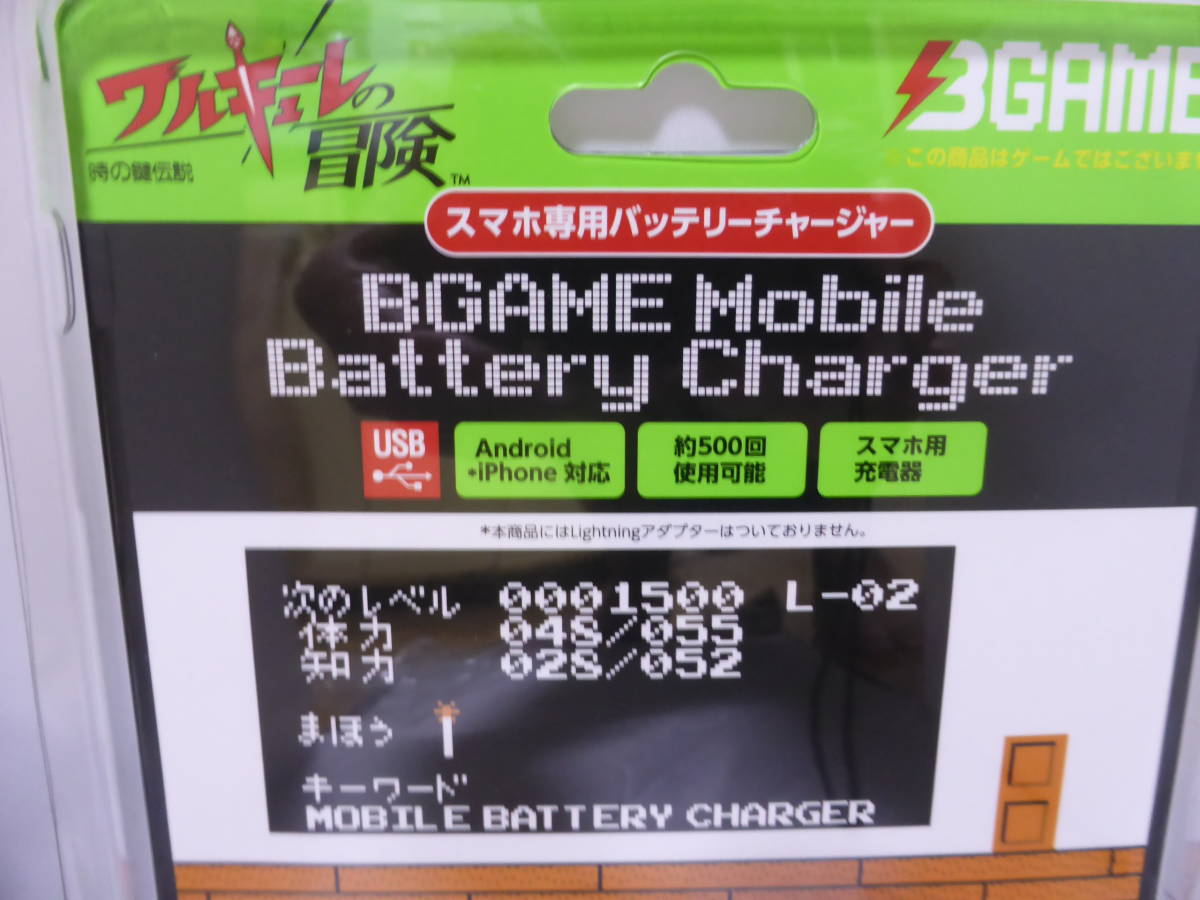 ワルキューレの
冒険™
時の鍵伝説
BGAME
*この商品はゲームではございま
スマホ専用バッテリーチャージャー
BGAME Mobile
Battery Charger
USB
Android
*iPhone 対応
約500回
使用可能
スマホ用
充電器
*本商品にはLightningアダプターはついておりません。
次のレベル 0001500 L-02
体力 048/055
知力 028/052
まほう
キーワード
MOBILE BATTERY CHARGER